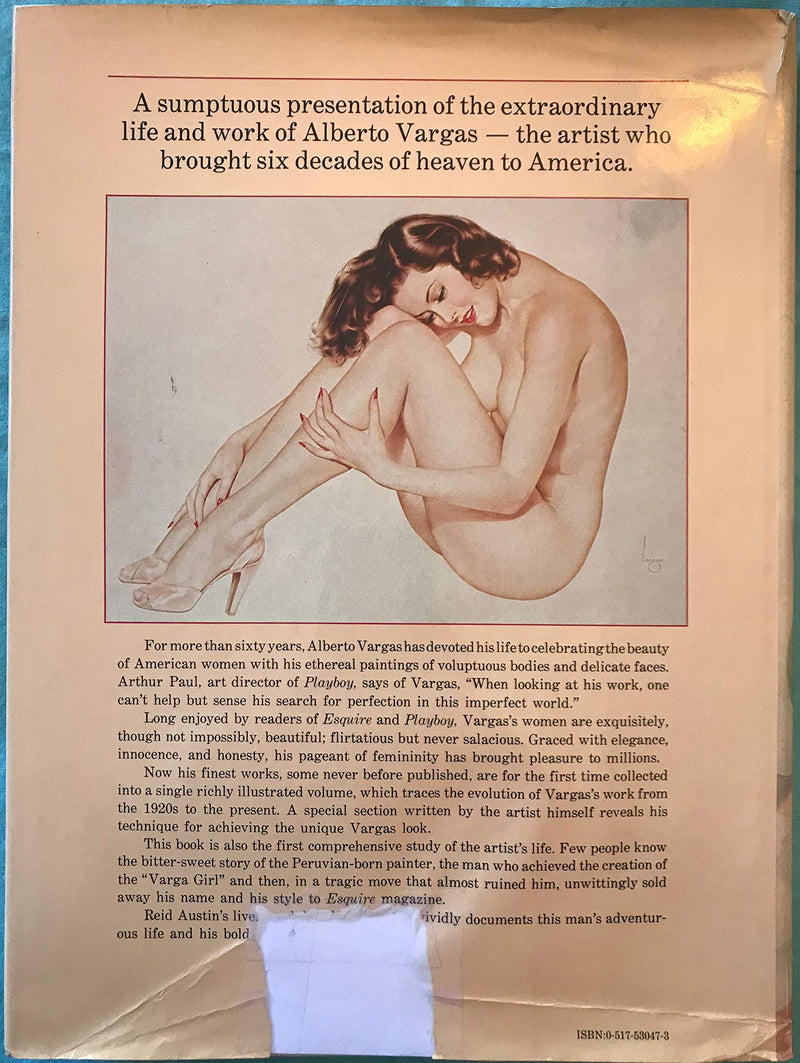 A sumptuous presentation of the extraordinary
life and work of Alberto Vargas — the artist who
brought six decades of heaven to America.
For more than sixty years, Alberto Vargas has devoted his life to celebrating the beauty
of American women with his ethereal paintings of voluptuous bodies and delicate faces.
Arthur Paul, art director of Playboy, says of Vargas, “When looking at his work, one
can’t help but sense his search for perfection in this imperfect world.”
Long enjoyed by readers of Esquire and Playboy, Vargas’s women are exquisitely,
though not impossibly, beautiful; flirtatious but never salacious. Graced with elegance,
innocence, and honesty, his pageant of femininity has brought pleasure to millions.
Now his finest works, some never before published, are for the first time collected
into a single richly illustrated volume, which traces the evolution of Vargas’s work from
the 1920s to the present. A special section written by the artist himself reveals his
technique for achieving the unique Vargas look.
This book is also the first comprehensive study of the artist’s life. Few people know
the bitter-sweet story of the Peruvian-born painter, the man who achieved the creation of
the “Varga Girl” and then, in a tragic move that almost ruined him, unwittingly sold
away his name and his style to Esquire magazine.
Reid Austin’s documents this man’s adventur-
ous life and his bold
ISBN:0-517-53047-3